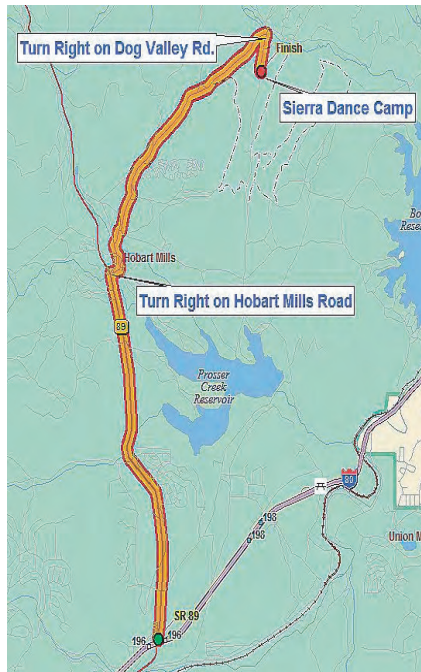 Turn Right on Dog Valley Rd.
Finish
Sierra Dance Camp
Hobart Mills
Turn Right on Hobart Mills Road
89
Prosser
Creek
Reservoir
80
198
198
Union M
SR 89
196
196